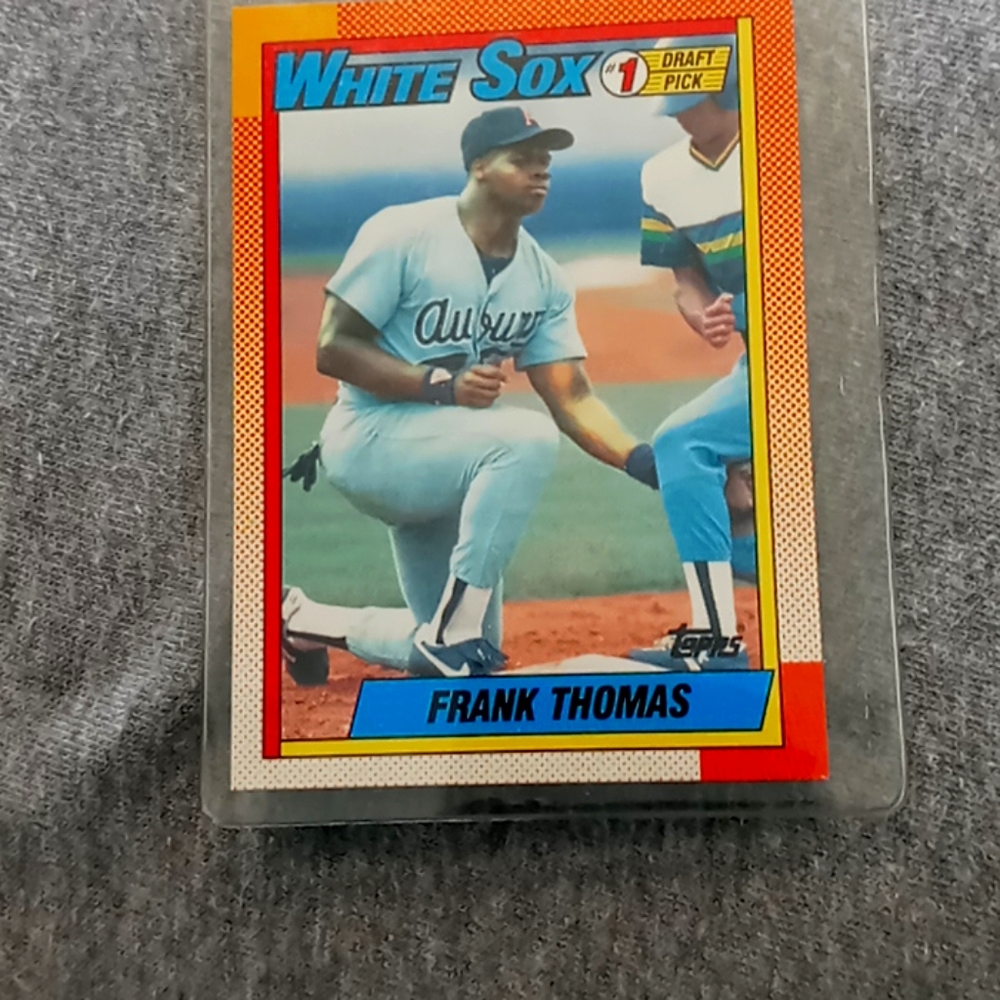 WHITE SOX #1 DRAFT PICK
Auburn
Topps
FRANK THOMAS